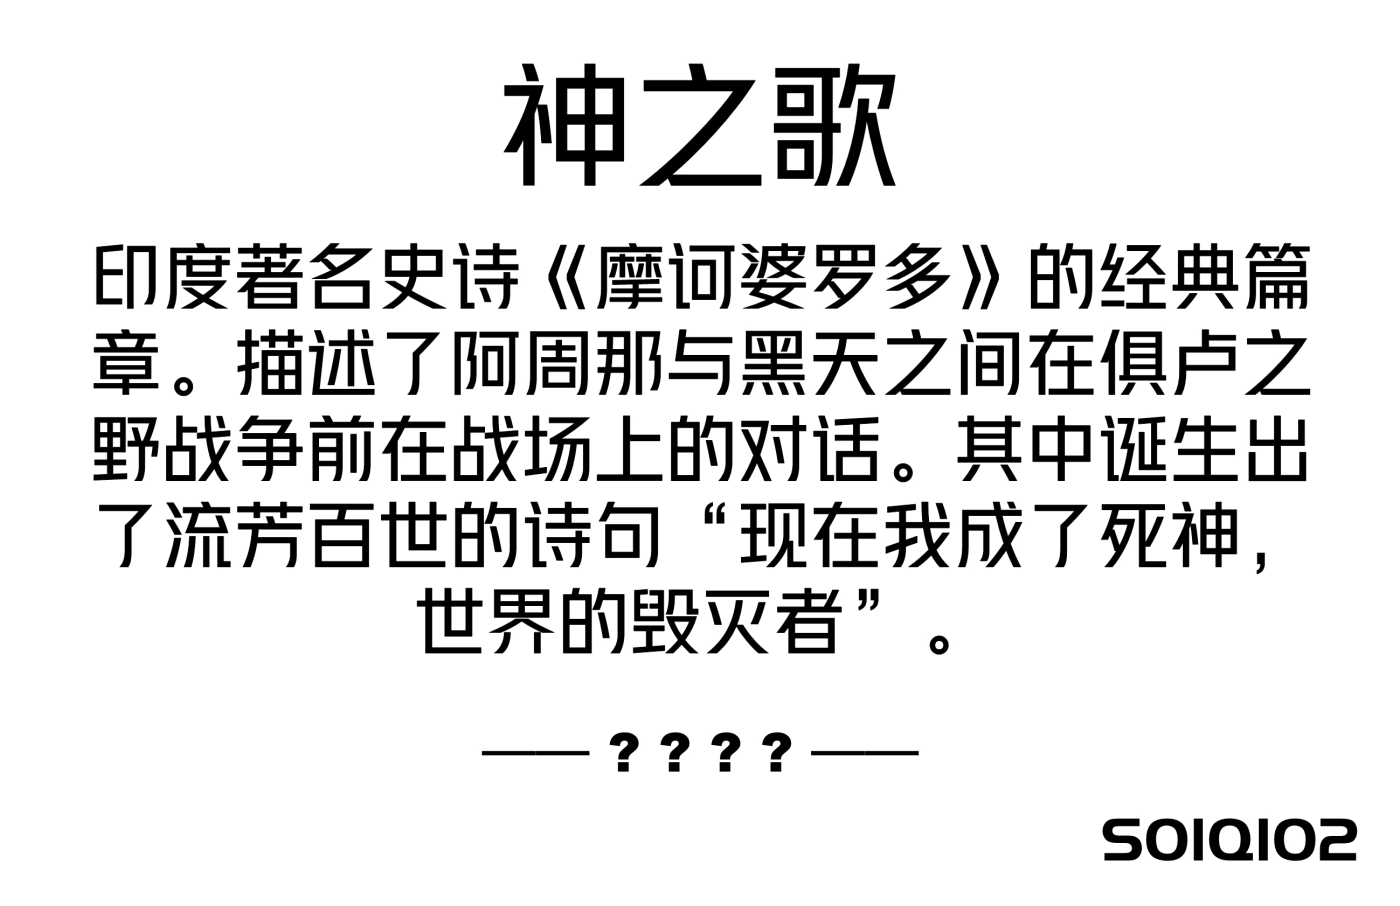 神之歌
印度著名史诗《摩诃婆罗多》的经典篇
章。描述了阿周那与黑天之间在俱卢之
野战争前在战场上的对话。其中诞生出
了流芳百世的诗句“现在我成了死神，
世界的毁灭者”。
——？？？？——
S01Q102